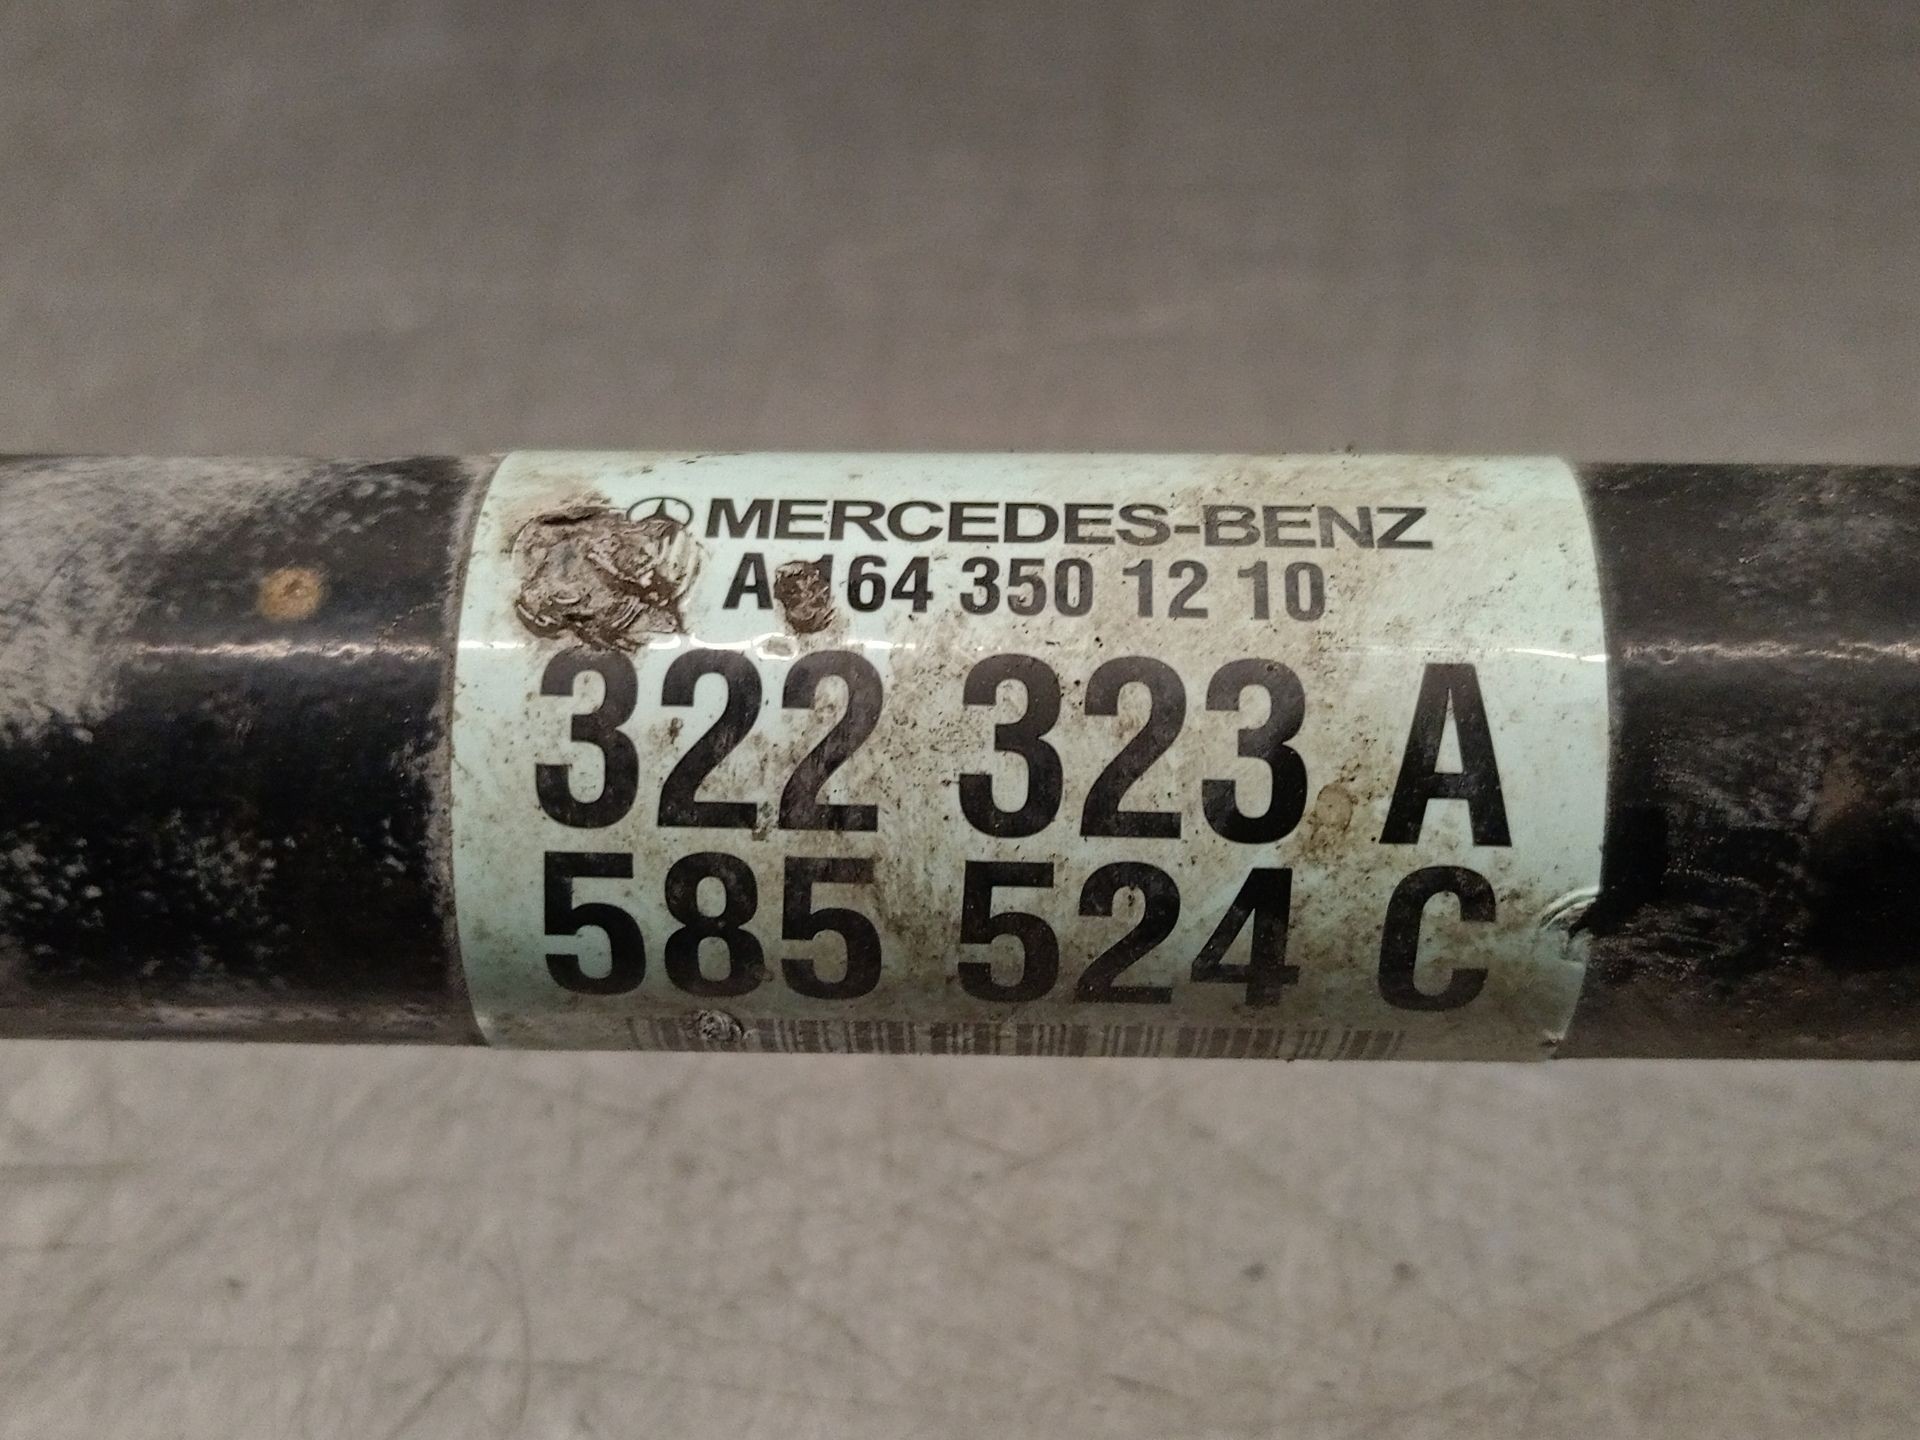 MERCEDES-BENZ
A 164 350 12 10
322 323 A
585 524 C